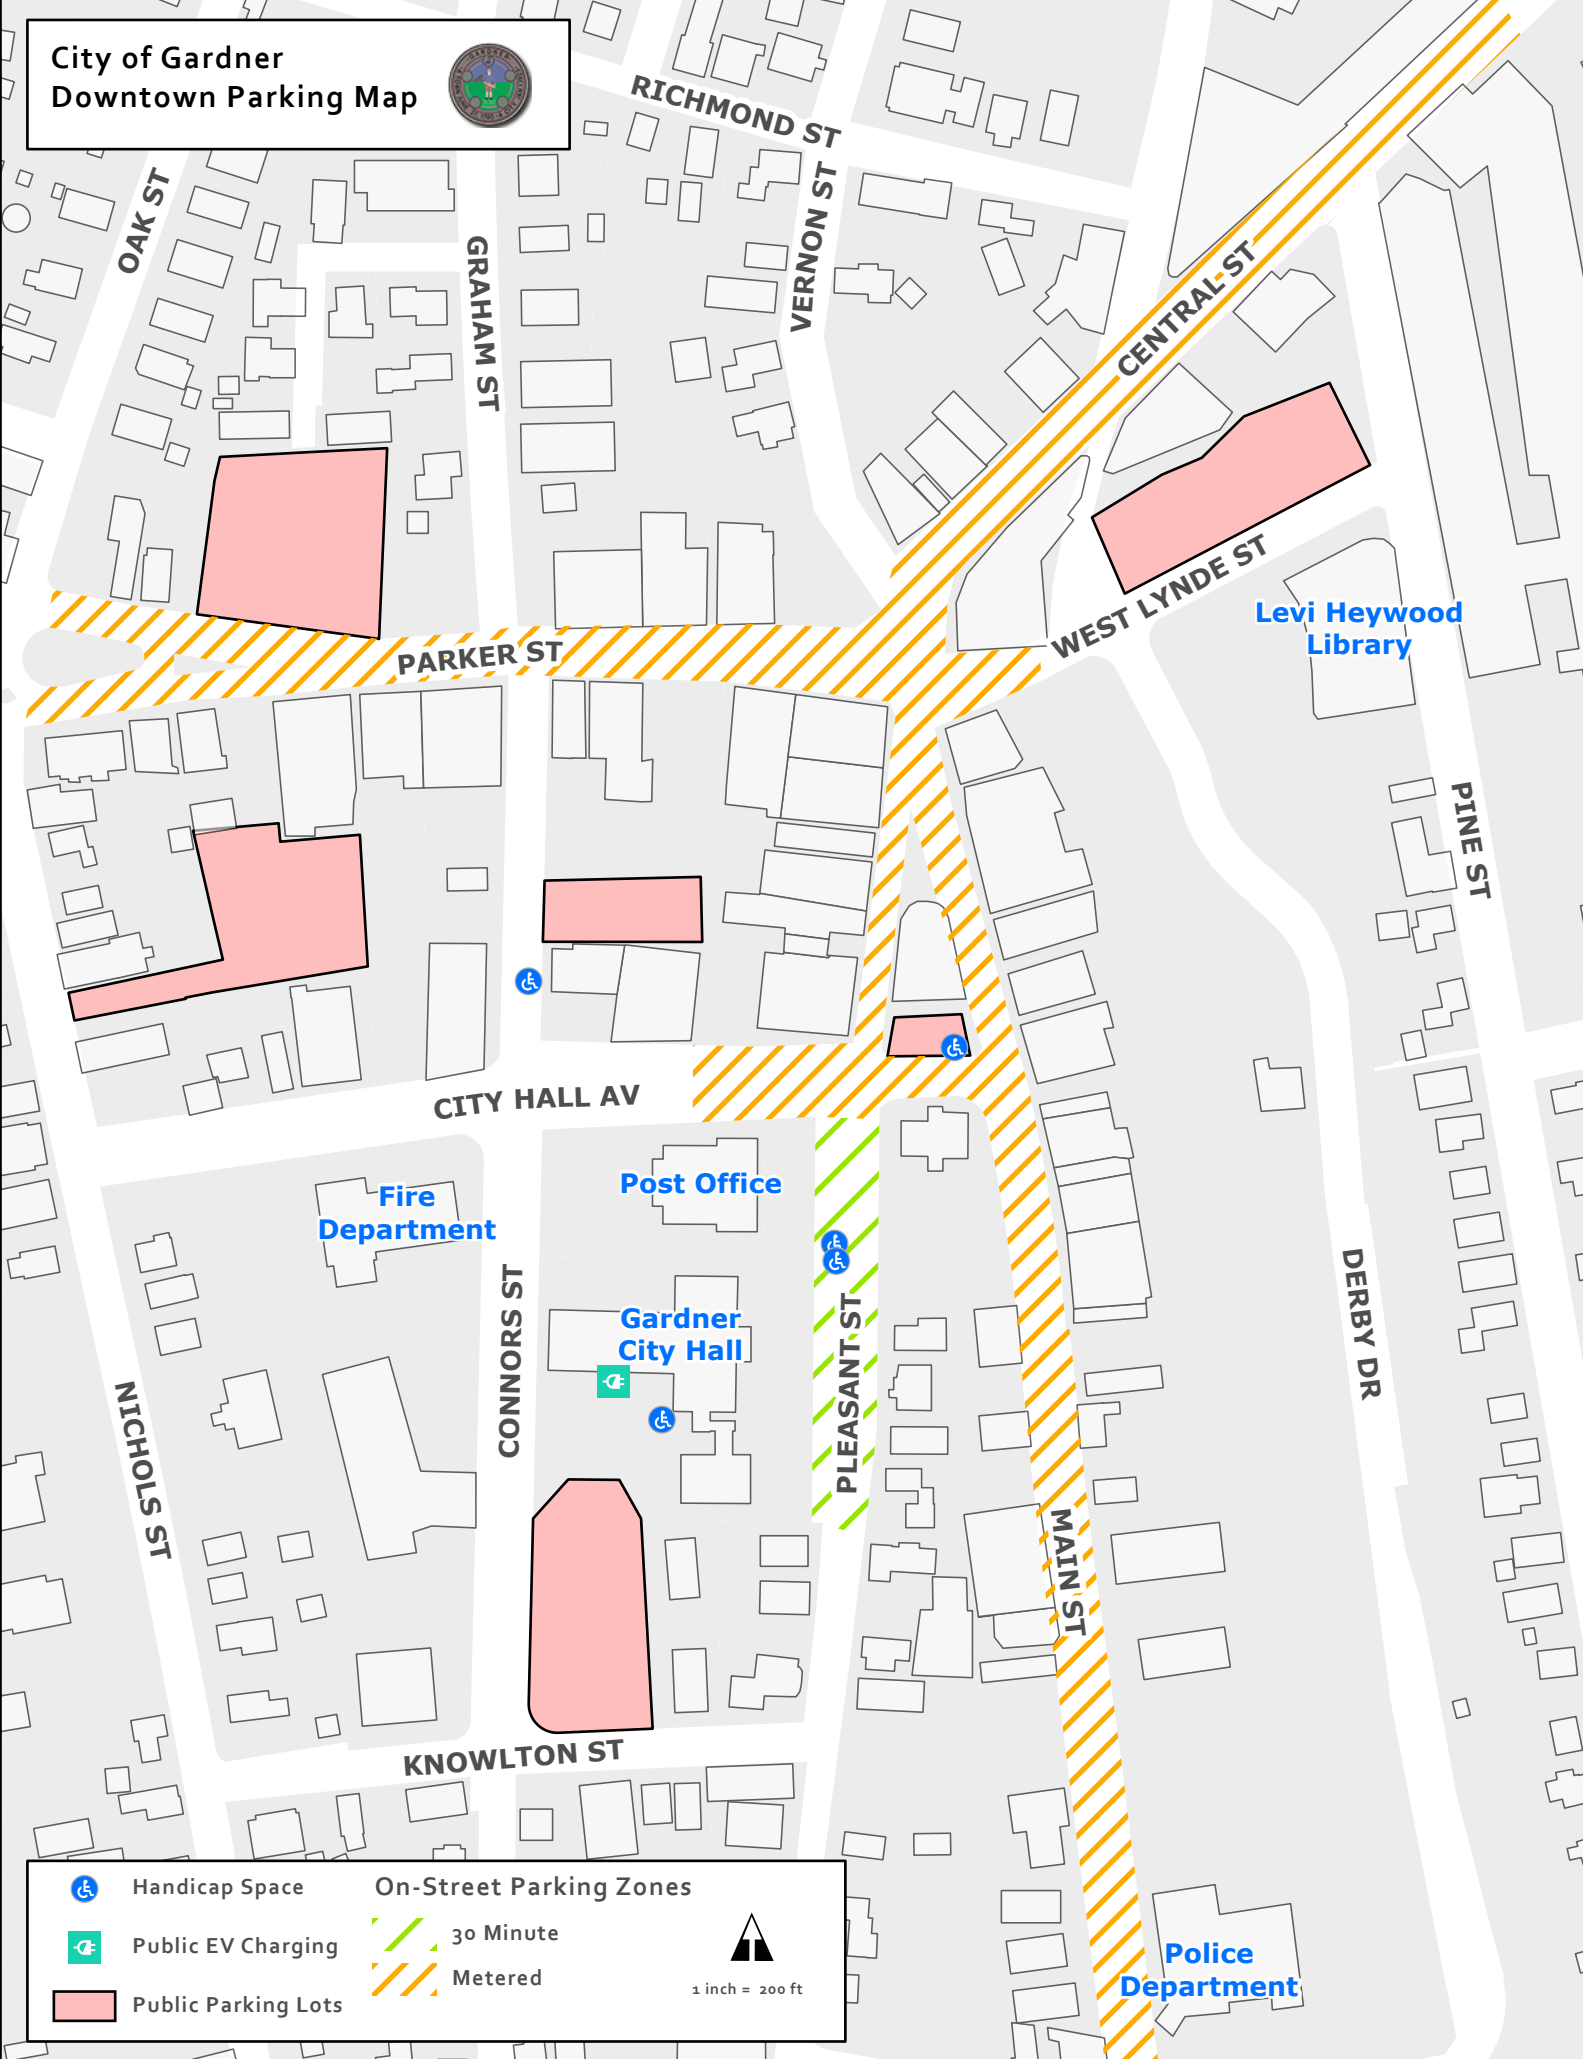 City of Gardner
Downtown Parking Map
RICHMOND ST
OAK ST
VERNON ST
GRAHAM ST
CENTRAL ST
WEST LYNDE ST
Levi Heywood
Library
PARKER ST
PINE ST
CITY HALL AV
Post Office
Fire
Department
Gardner
City Hall
CONNORS ST
PLEASANT ST
DERBY DR
NICHOLS ST
MAIN ST
KNOWLTON ST
Police
Department
Handicap Space
Public EV Charging
Public Parking Lots
On-Street Parking Zones
30 Minute
Metered
1 inch = 200 ft